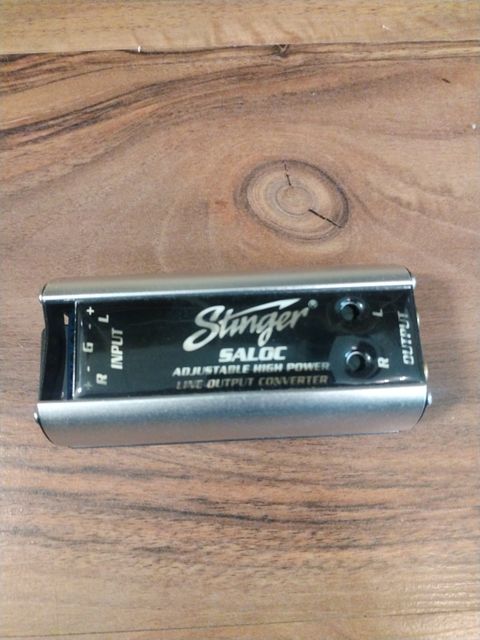 Stinger®
SALOC
ADJUSTABLE HIGH POWER
LINE OUTPUT CONVERTER
+ - G - +
R INPUT L
L
R
OUTPUT